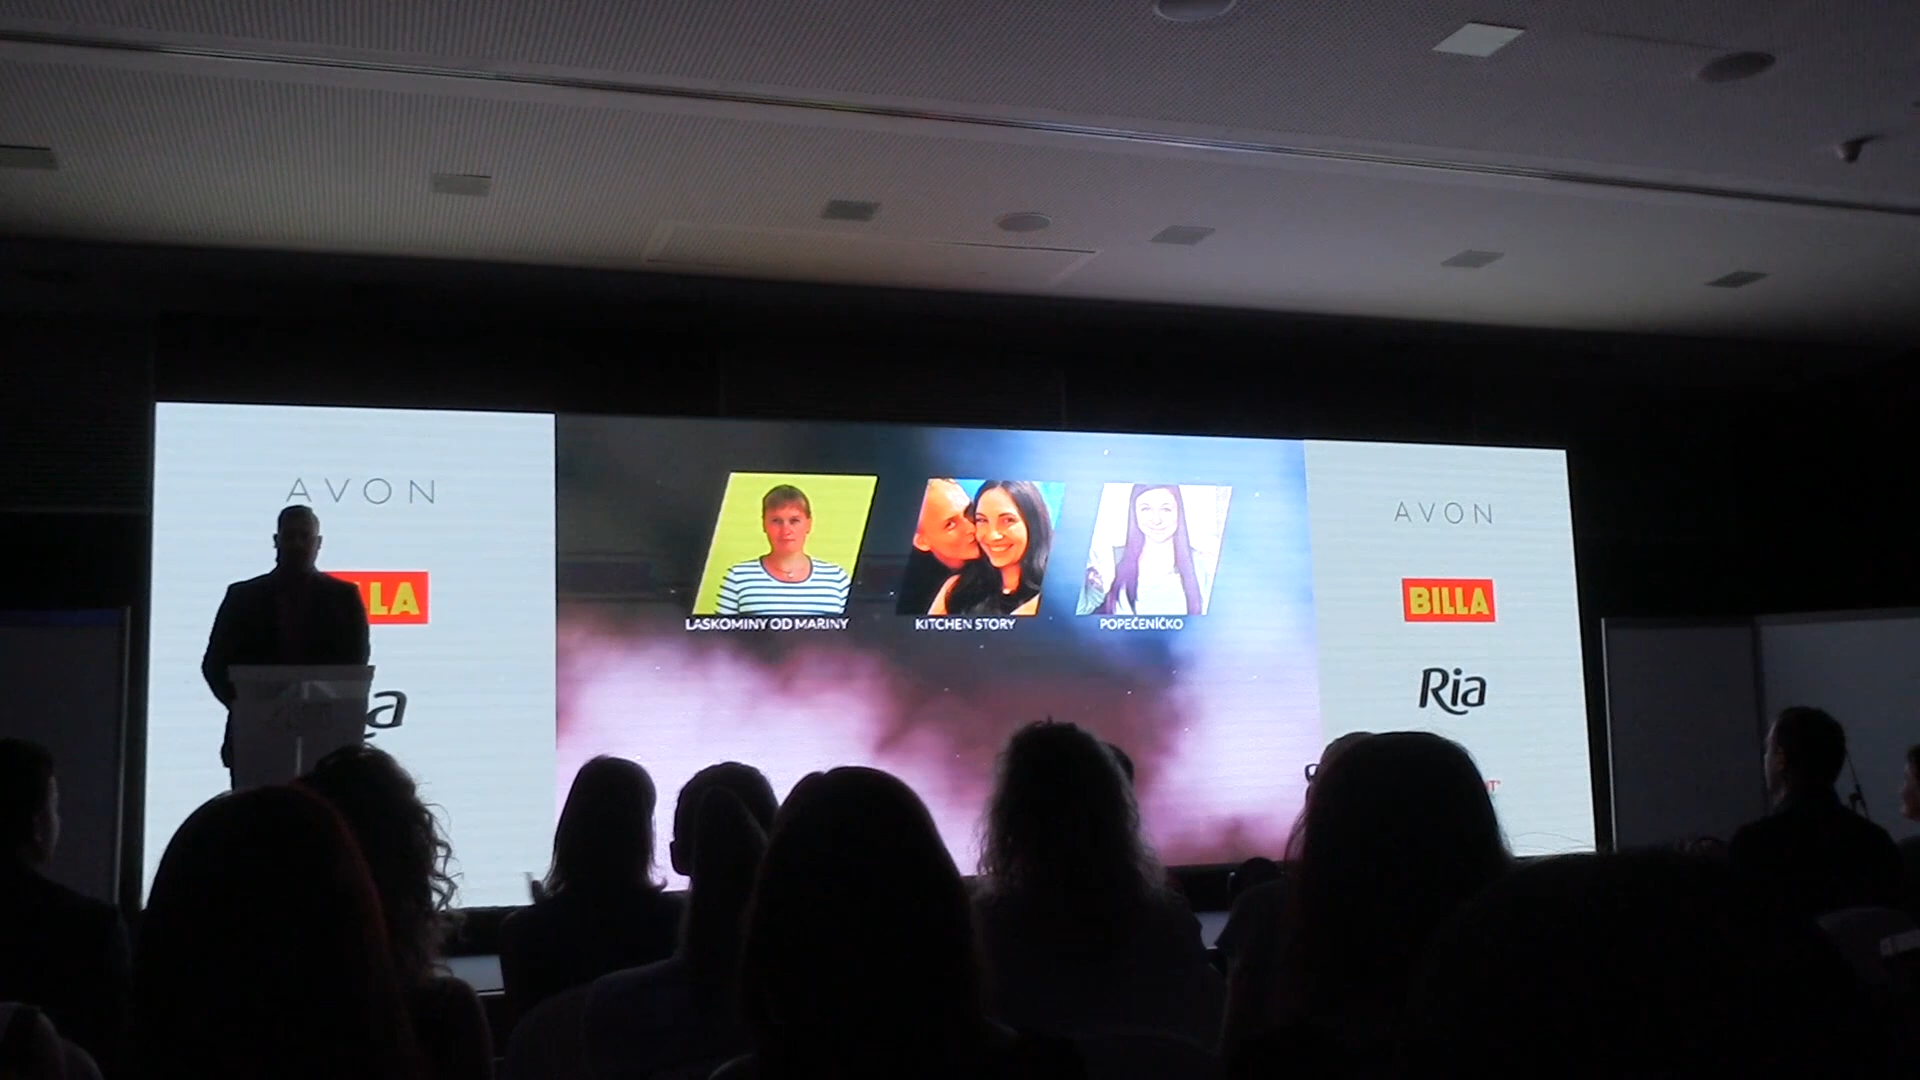 AVON
LA
a
LASKOMINY OD MARINY
KITCHEN STORY
POPEČENÍČKO
AVON
BILLA
Ria